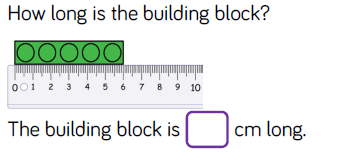 How long is the building block?
0 1 2 3 4 5 6 7 8 9 10
The building block is cm long.